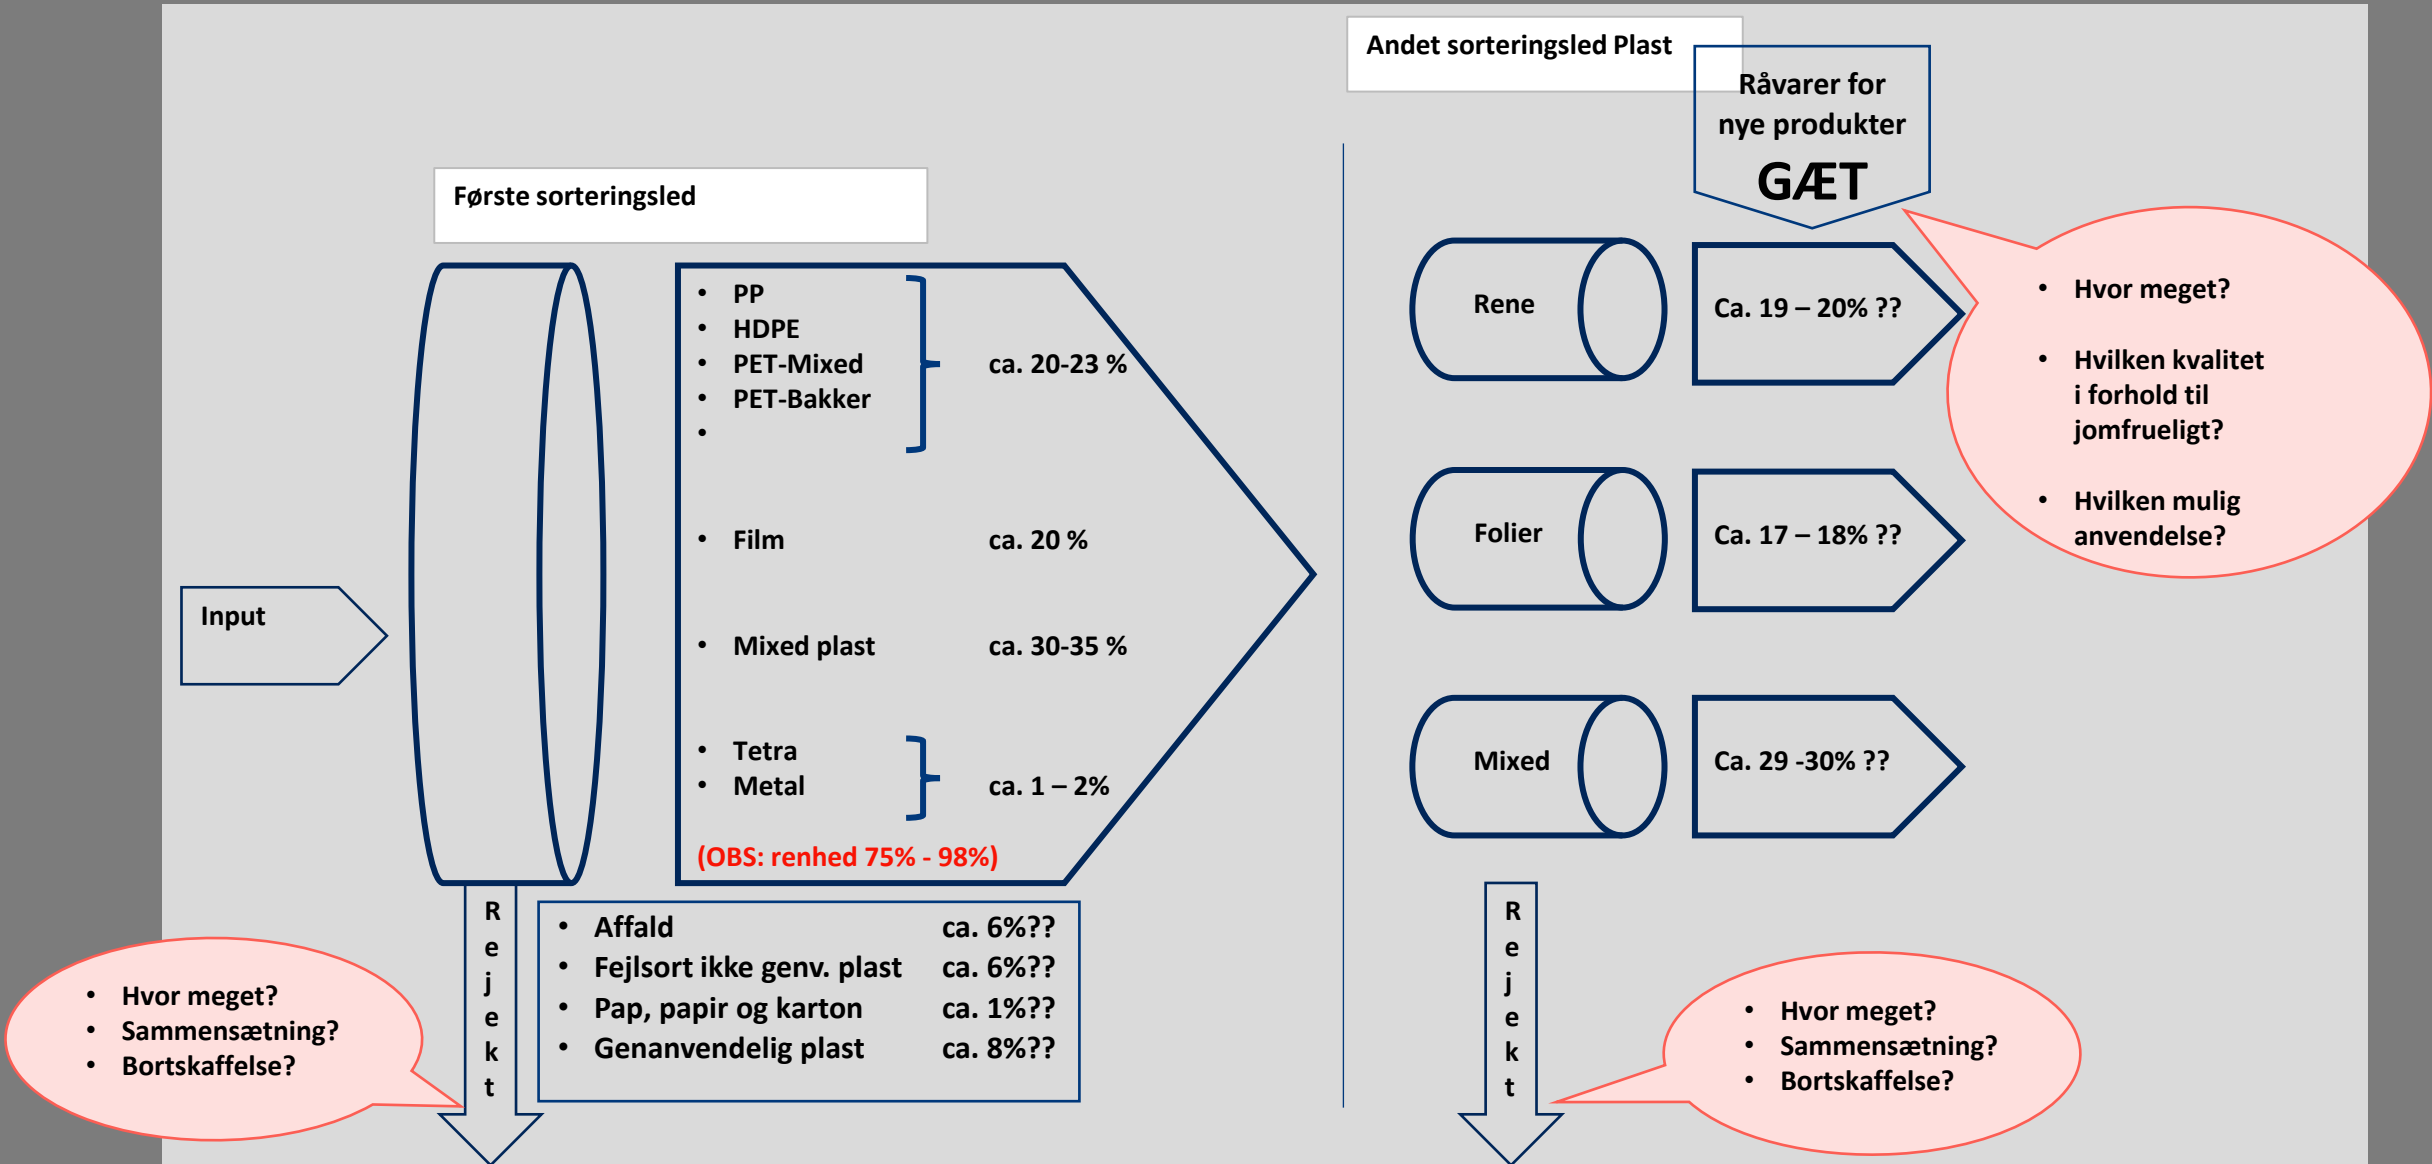 Første sorteringsled
Input
• PP
• HDPE
• PET-Mixed
• PET-Bakker
•
ca. 20-23 %
• Film ca. 20 %
• Mixed plast ca. 30-35 %
• Tetra
• Metal
ca. 1 – 2%
(OBS: renhed 75% - 98%)
Rejekt
• Affald ca. 6%??
• Fejlsort ikke genv. plast ca. 6%??
• Pap, papir og karton ca. 1%??
• Genanvendelig plast ca. 8%??
• Hvor meget?
• Sammensætning?
• Bortskaffelse?
Andet sorteringsled Plast
Råvarer for
nye produkter
GÆT
Rene
Ca. 19 – 20% ??
Folier
Ca. 17 – 18% ??
Mixed
Ca. 29 -30% ??
• Hvor meget?
• Hvilken kvalitet
i forhold til
jomfrueligt?
• Hvilken mulig
anvendelse?
Rejekt
• Hvor meget?
• Sammensætning?
• Bortskaffelse?